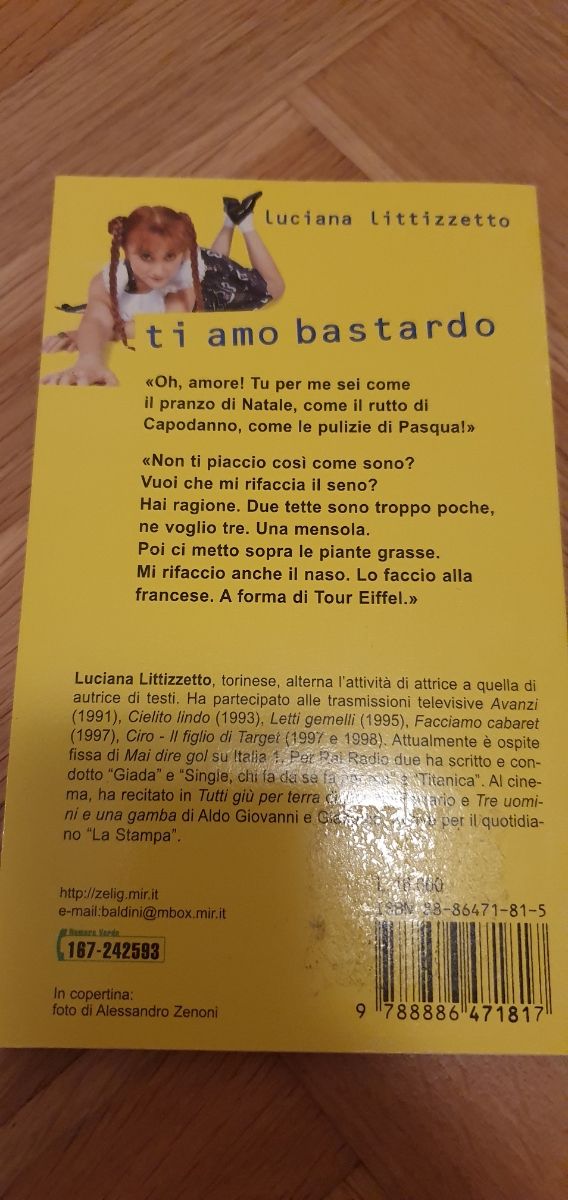 luciana littizzetto
ti amo bastardo
«Oh, amore! Tu per me sei come
il pranzo di Natale, come il rutto di
Capodanno, come le pulizie di Pasqua!»
«Non ti piaccio così come sono?
Vuoi che mi rifaccia il seno?
Hai ragione. Due tette sono troppo poche,
ne voglio tre. Una mensola.
Poi ci metto sopra le piante grasse.
Mi rifaccio anche il naso. Lo faccio alla
francese. A forma di Tour Eiffel.»
Luciana Littizzetto, torinese, alterna l'attività di attrice a quella di
autrice di testi. Ha partecipato alle trasmissioni televisive Avanzi
(1991), Cielito lindo (1993), Letti gemelli (1995), Facciamo cabaret
(1997), Ciro - Il figlio di Target (1997 e 1998). Attualmente è ospite
fissa di Mai dire gol su Italia 1. Per Rai Radio due ha scritto e con-
dotto "Giada" e "Single, chi fa da sé fa "Titanica". Al cine-
ma, ha recitato in Tutti giù per terra e Tre uomi-
ni e una gamba di Aldo Giovanni e per il quotidia-
no "La Stampa".
http://zelig.mir.it
e-mail:baldini@mbox.mir.it
Numero Verde
167-242593
In copertina:
foto di Alessandro Zenoni
ISBN 88-86471-81-5
9 788886 471817